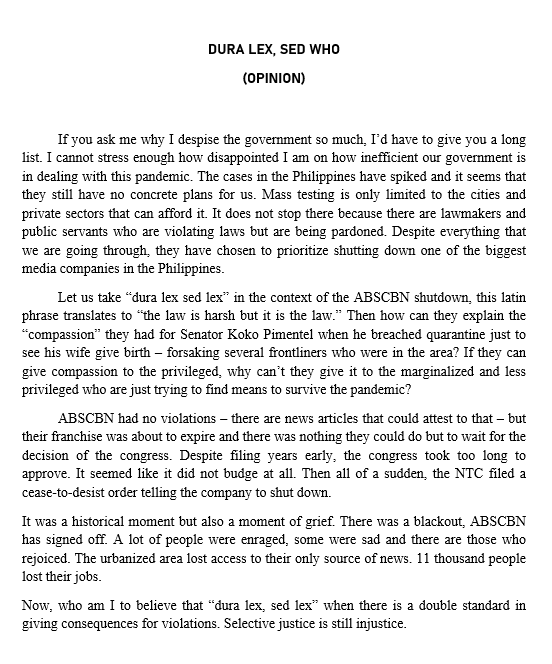 DURA LEX, SED WHO
(OPINION)
If you ask me why I despise the government so much, I’d have to give you a long
list. I cannot stress enough how disappointed I am on how inefficient our government is
in dealing with this pandemic. The cases in the Philippines have spiked and it seems that
they still have no concrete plans for us. Mass testing is only limited to the cities and
private sectors that can afford it. It does not stop there because there are lawmakers and
public servants who are violating laws but are being pardoned. Despite everything that
we are going through, they have chosen to prioritize shutting down one of the biggest
media companies in the Philippines.
Let us take “dura lex sed lex” in the context of the ABSCBN shutdown, this latin
phrase translates to “the law is harsh but it is the law.” Then how can they explain the
“compassion” they had for Senator Koko Pimentel when he breached quarantine just to
see his wife give birth – forsaking several frontliners who were in the area? If they can
give compassion to the privileged, why can’t they give it to the marginalized and less
privileged who are just trying to find means to survive the pandemic?
ABSCBN had no violations – there are news articles that could attest to that – but
their franchise was about to expire and there was nothing they could do but to wait for the
decision of the congress. Despite filing years early, the congress took too long to
approve. It seemed like it did not budge at all. Then all of a sudden, the NTC filed a
cease-to-desist order telling the company to shut down.
It was a historical moment but also a moment of grief. There was a blackout, ABSCBN
has signed off. A lot of people were enraged, some were sad and there are those who
rejoiced. The urbanized area lost access to their only source of news. 11 thousand people
lost their jobs.
Now, who am I to believe that “dura lex, sed lex” when there is a double standard in
giving consequences for violations. Selective justice is still injustice.